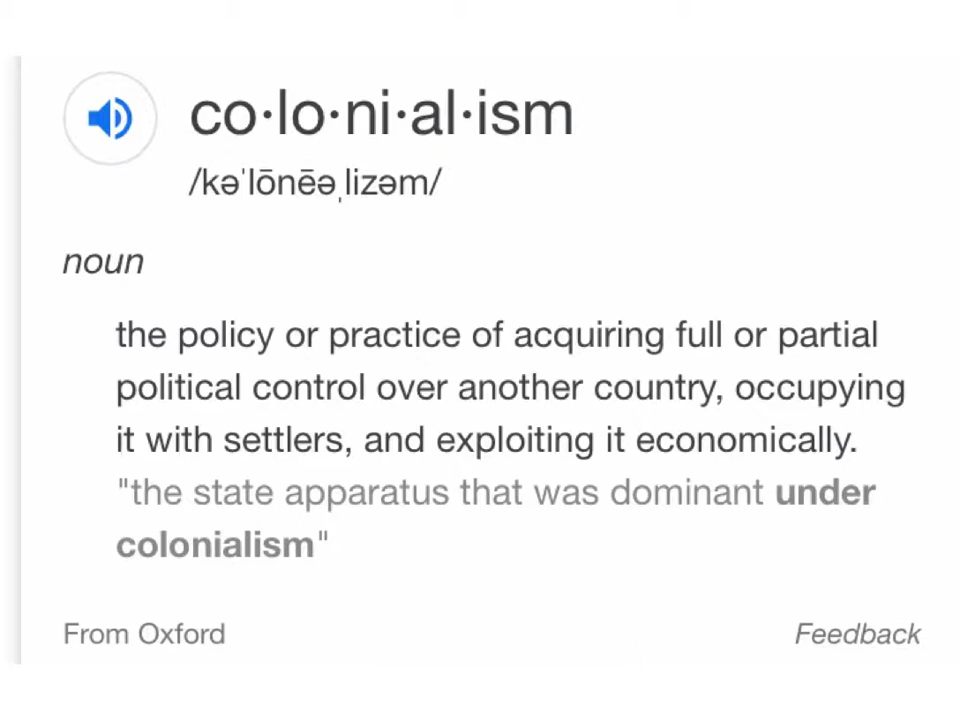 co·lo·ni·al·ism
/kəˈlōnēəˌlizəm/
noun
the policy or practice of acquiring full or partial
political control over another country, occupying
it with settlers, and exploiting it economically.
"the state apparatus that was dominant under
colonialism"
From Oxford
Feedback